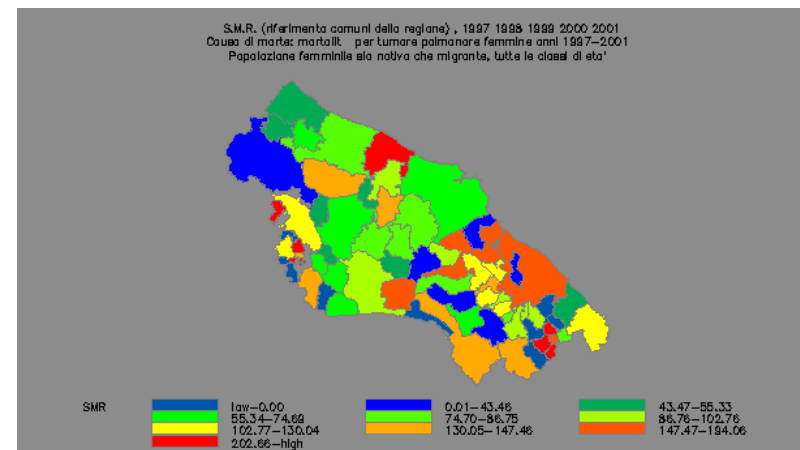 S.M.R. (riferimento comuni della regione) , 1997 1998 1999 2000 2001
Causa di morte: mortalit per tumore polmonare femmine anni 1997-2001
Popolazione femminile sia nativa che migrante, tutte le classi di eta'
SMR
low-0.00 0.01-43.46 43.47-55.33
55.34-74.69 74.70-86.75 86.76-102.76
102.77-130.04 130.05-147.46 147.47-194.06
202.66-high